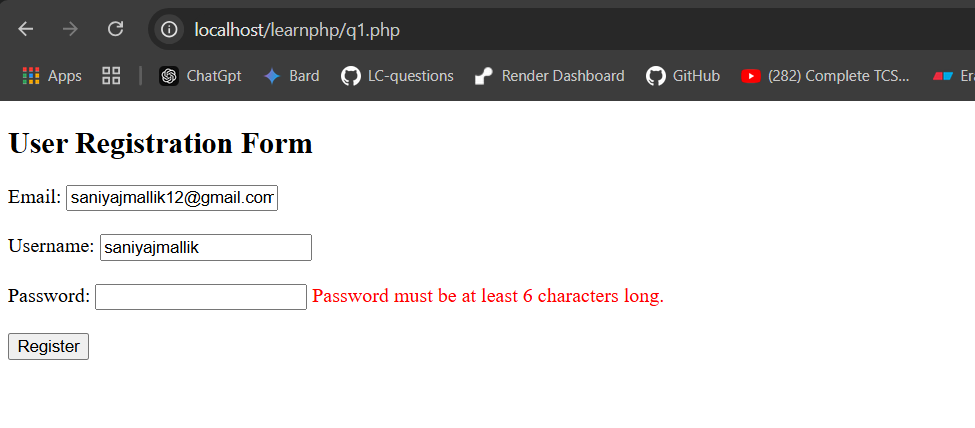 localhost/learnphp/q1.php
Apps ChatGpt Bard LC-questions Render Dashboard GitHub (282) Complete TCS...
User Registration Form
Email: saniyajmallik12@gmail.com
Username: saniyajmallik
Password: Password must be at least 6 characters long.
Register